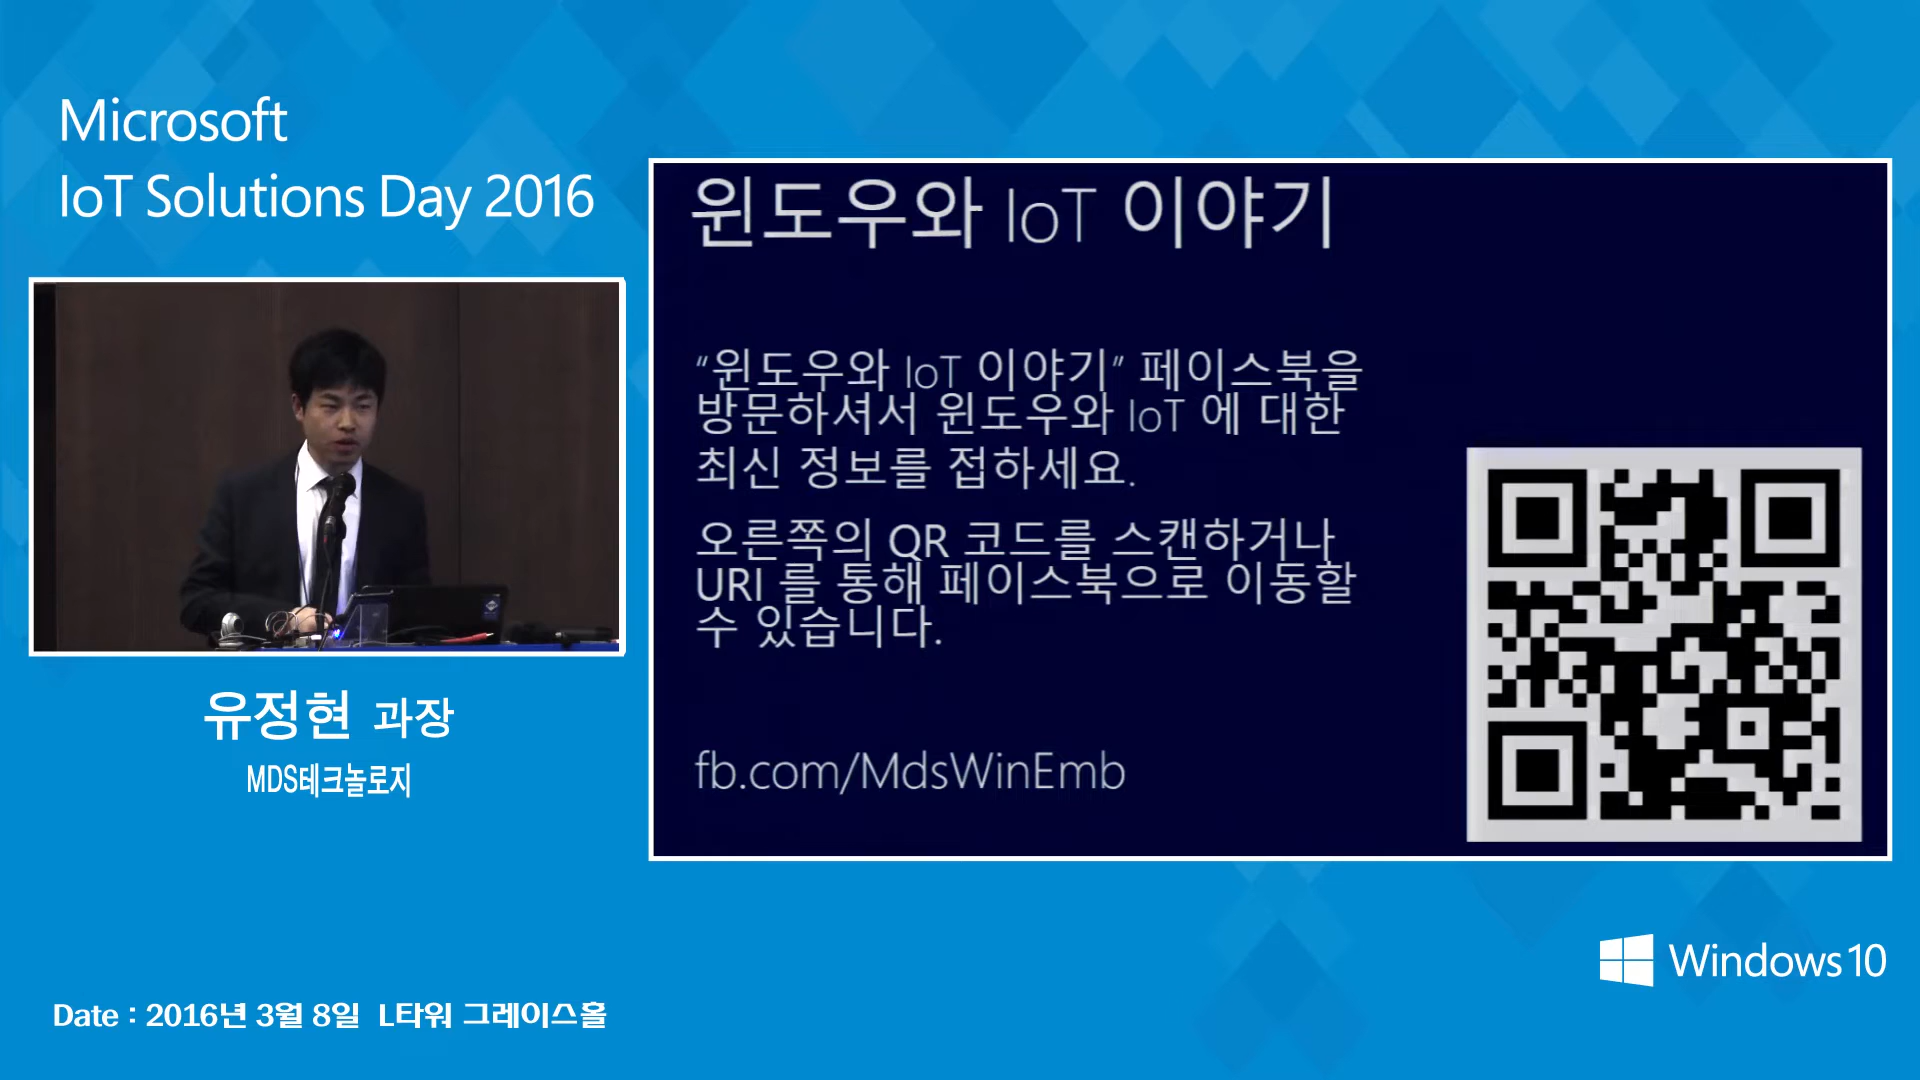 Microsoft
IoT Solutions Day 2016
윈도우와 IoT 이야기
“윈도우와 IoT 이야기” 페이스북을
방문하셔서 윈도우와 IoT 에 대한
최신 정보를 접하세요.
오른쪽의 QR 코드를 스캔하거나
URI 를 통해 페이스북으로 이동할
수 있습니다.
fb.com/MdsWinEmb
유정현 과장
MDS테크놀로지
Windows 10
Date : 2016년 3월 8일 L타워 그레이스홀